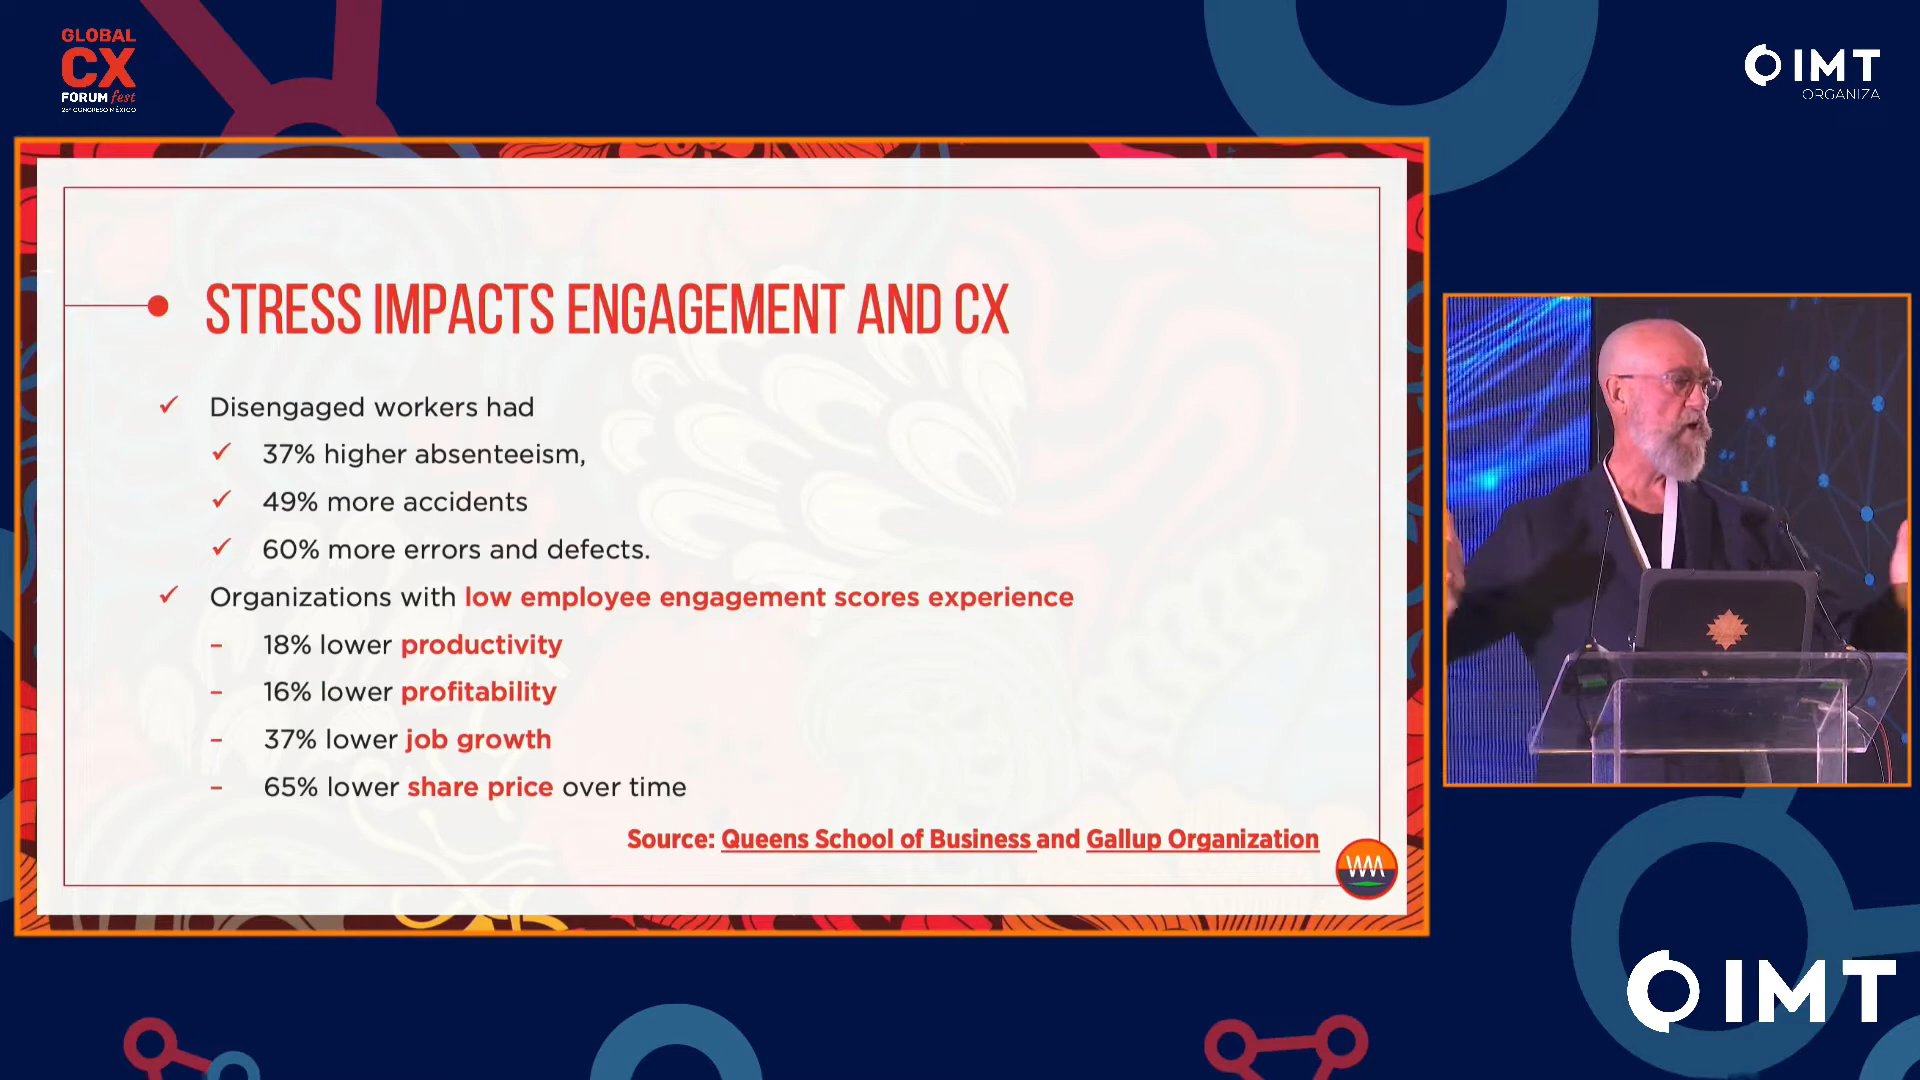 GLOBAL
CX
FORUM fest
25º CONGRESO MÉXICO
IMT
ORGANIZA
STRESS IMPACTS ENGAGEMENT AND CX
Disengaged workers had
37% higher absenteeism,
49% more accidents
60% more errors and defects.
Organizations with low employee engagement scores experience
18% lower productivity
16% lower profitability
37% lower job growth
65% lower share price over time
Source: Queens School of Business and Gallup Organization
IMT